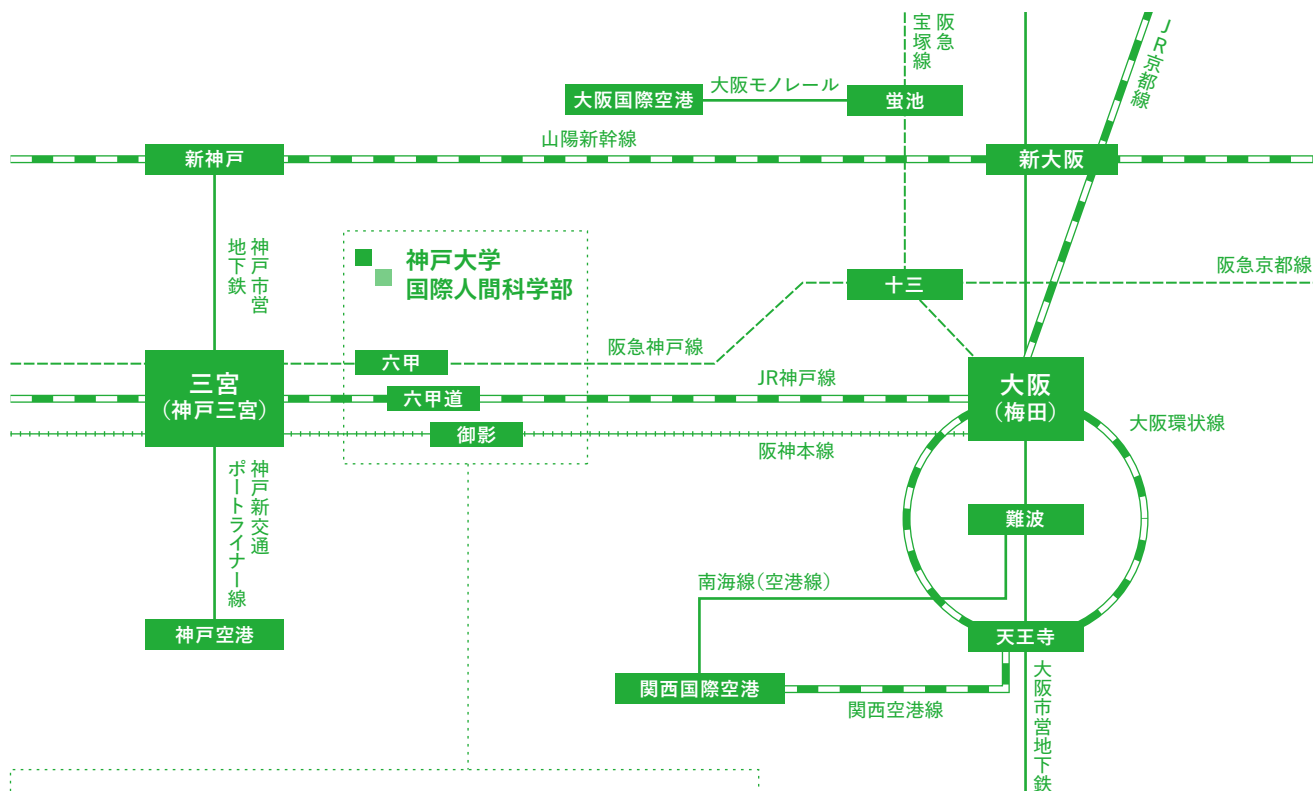 阪急
宝塚線
JR京都線
大阪国際空港
大阪モノレール
蛍池
山陽新幹線
新神戸
新大阪
神戸市営
地下鉄
神戸大学
国際人間科学部
阪急京都線
十三
阪急神戸線
六甲
三宮
（神戸三宮）
JR神戸線
六甲道
大阪
（梅田）
大阪環状線
御影
阪神本線
神戸新交通
ポートライナー線
難波
南海線（空港線）
神戸空港
天王寺
関西国際空港
関西空港線
大阪市営地下鉄